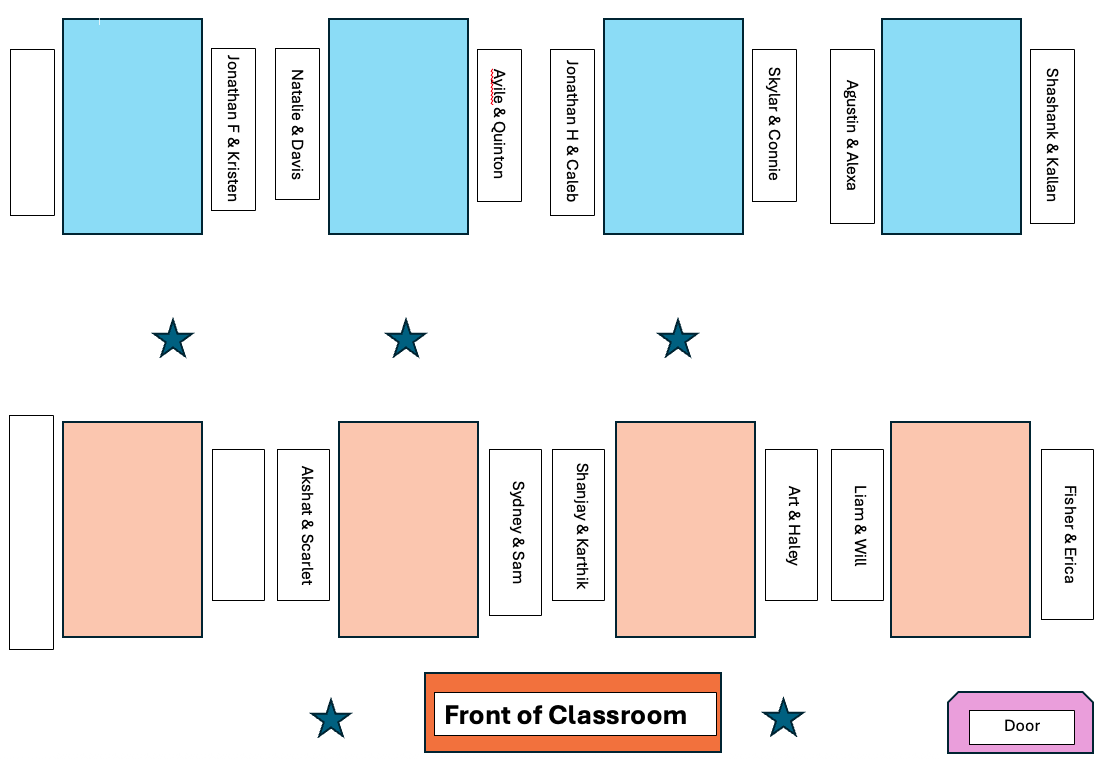 Jonathan F & Kristen
Natalie & Davis
Avile & Quinton
Jonathan H & Caleb
Skylar & Connie
Agustin & Alexa
Shashank & Kallan
Akshat & Scarlet
Sydney & Sam
Shanjay & Karthik
Art & Haley
Liam & Will
Fisher & Erica
Front of Classroom
Door